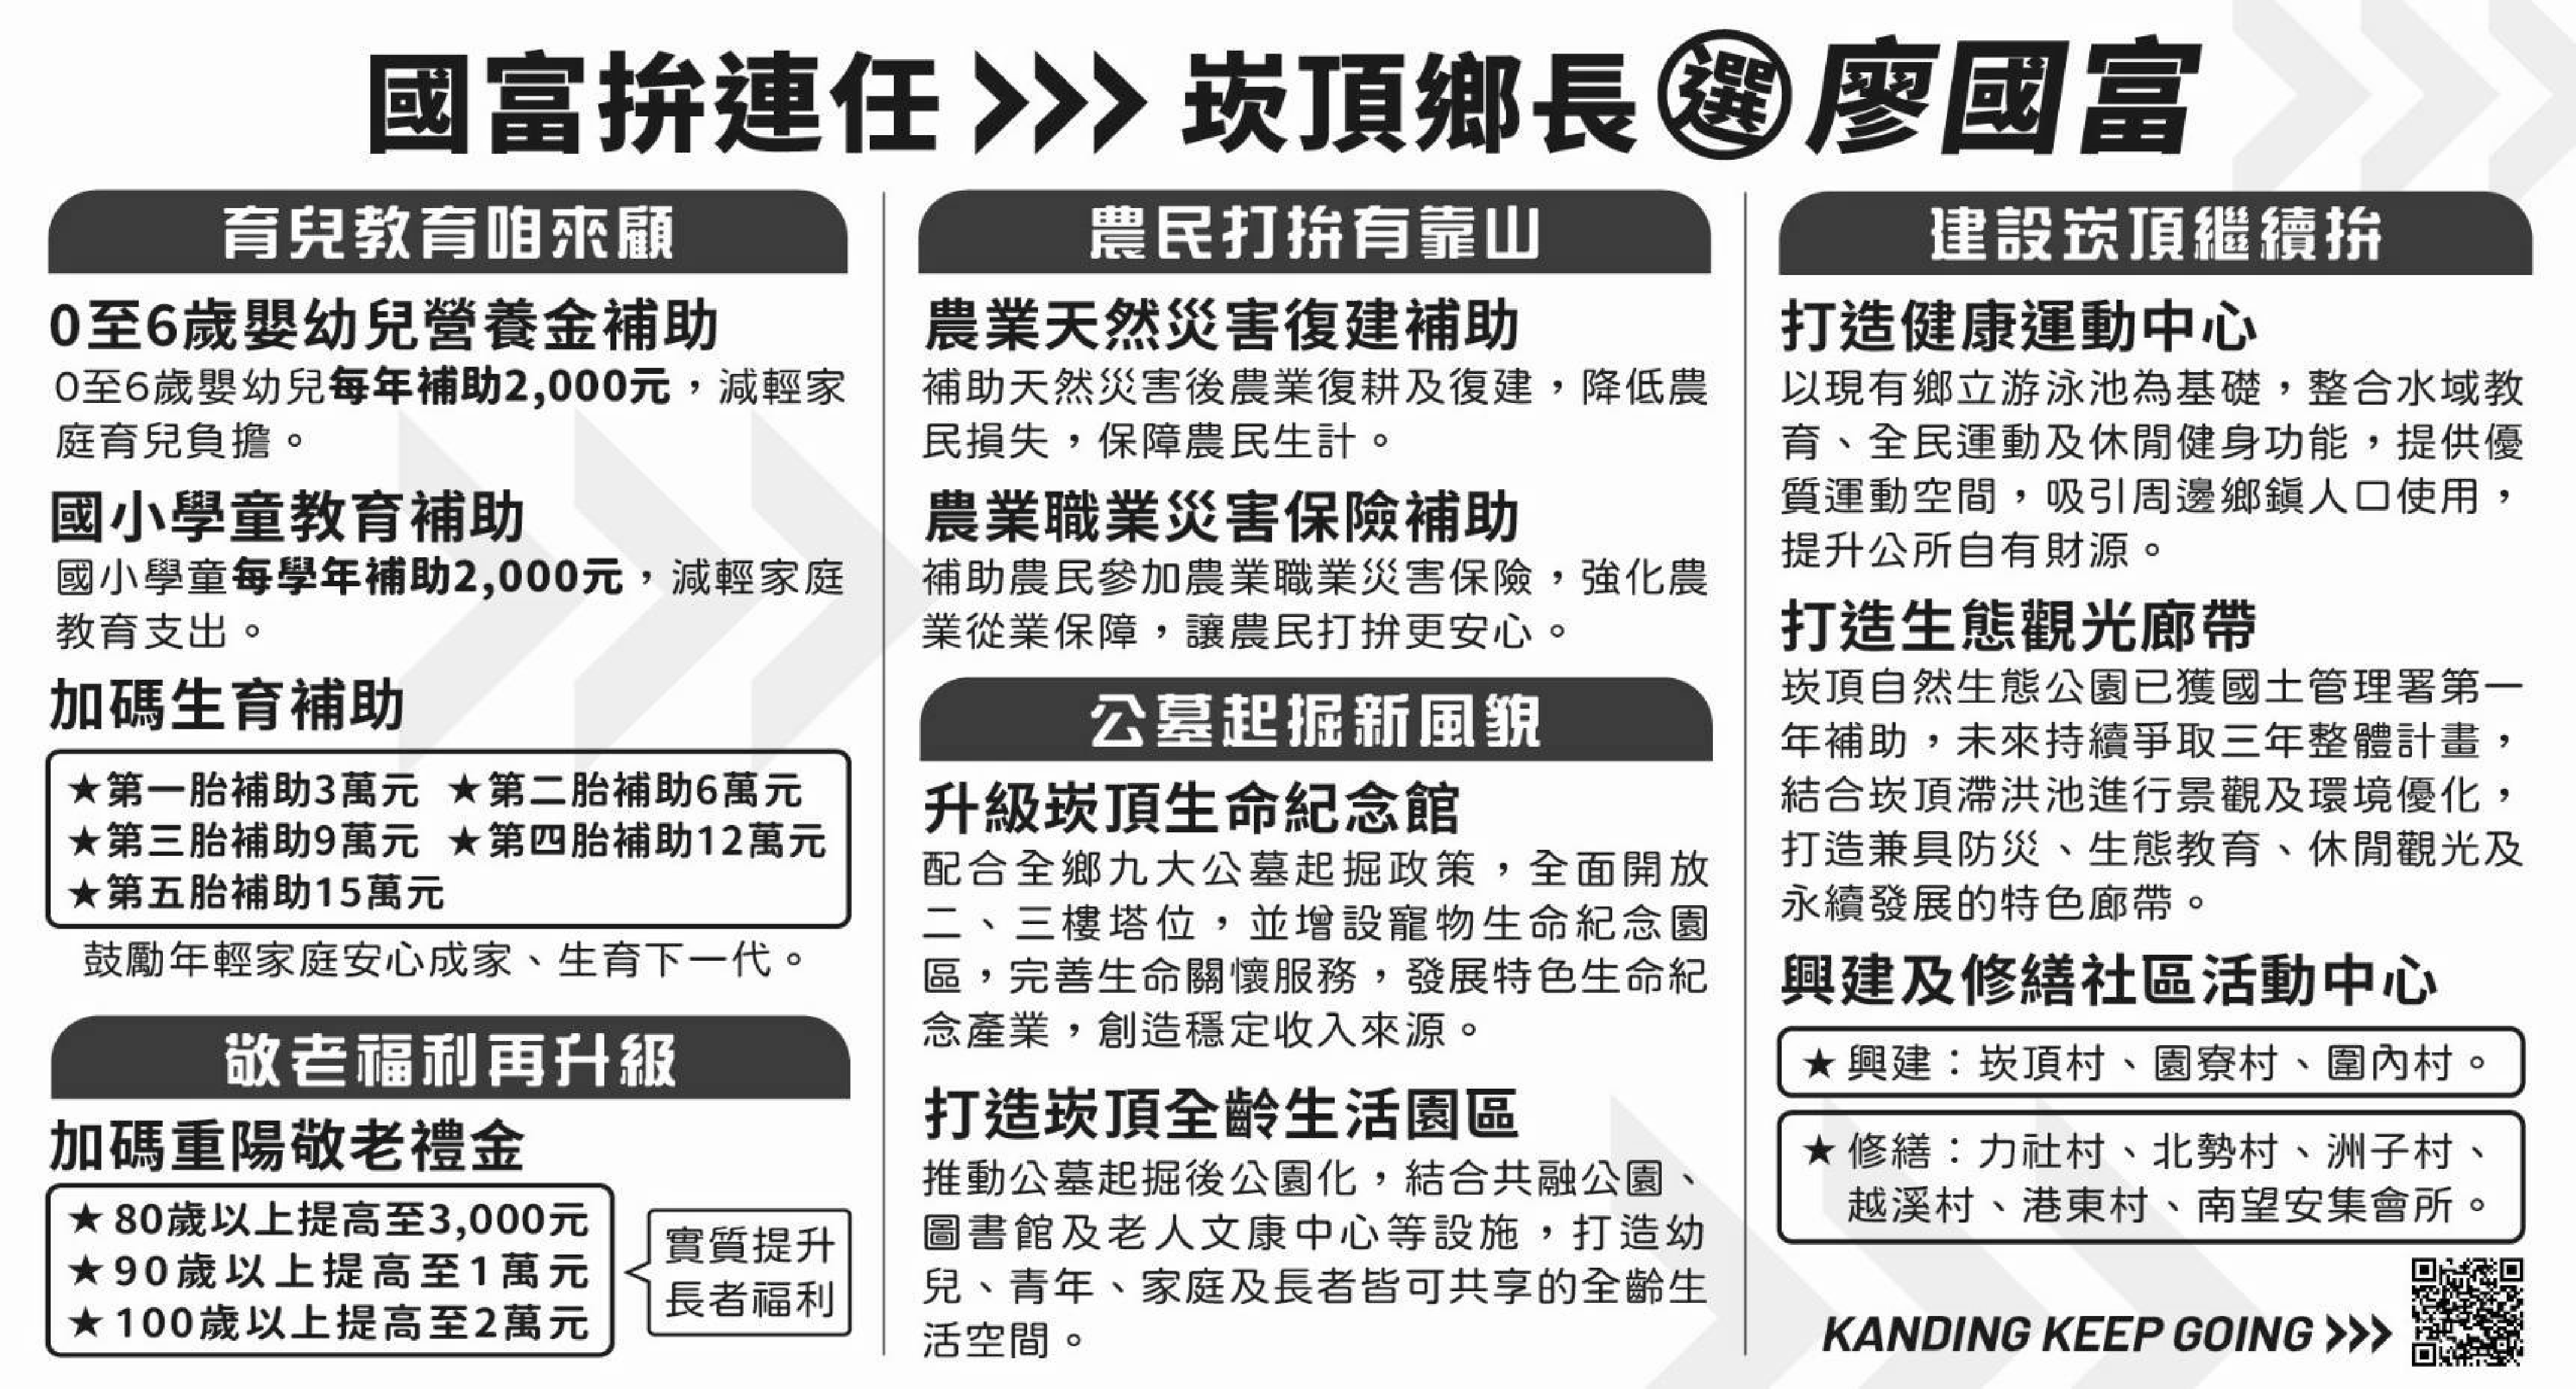 國富拚連任>>>崁頂鄉長選廖國富
育兒教育咱來顧
0至6歲嬰幼兒營養金補助
0至6歲嬰幼兒每年補助2,000元，減輕家
庭育兒負擔。
國小學童教育補助
國小學童每學年補助2,000元，減輕家庭
教育支出。
加碼生育補助
★第一胎補助3萬元 ★第二胎補助6萬元
★第三胎補助9萬元 ★第四胎補助12萬元
★第五胎補助15萬元
鼓勵年輕家庭安心成家、生育下一代。
敬老福利再升級
加碼重陽敬老禮金
★80歲以上提高至3,000元
★90歲以上提高至1萬元
★100歲以上提高至2萬元
實質提升
長者福利
農民打拚有靠山
農業天然災害復建補助
補助天然災害後農業復耕及復建，降低農
民損失，保障農民生計。
農業職業災害保險補助
補助農民參加農業職業災害保險，強化農
業從業保障，讓農民打拚更安心。
公墓起掘新風貌
升級崁頂生命紀念館
配合全鄉九大公墓起掘政策，全面開放
二、三樓塔位，並增設寵物生命紀念園
區，完善生命關懷服務，發展特色生命紀
念產業，創造穩定收入來源。
打造崁頂全齡生活園區
推動公墓起掘後公園化，結合共融公園、
圖書館及老人文康中心等設施，打造幼
兒、青年、家庭及長者皆可共享的全齡生
活空間。
建設崁頂繼續拚
打造健康運動中心
以現有鄉立游泳池為基礎，整合水域教
育、全民運動及休閒健身功能，提供優
質運動空間，吸引周邊鄉鎮人口使用，
提升公所自有財源。
打造生態觀光廊帶
崁頂自然生態公園已獲國土管理署第一
年補助，未來持續爭取三年整體計畫，
結合崁頂滯洪池進行景觀及環境優化，
打造兼具防災、生態教育、休閒觀光及
永續發展的特色廊帶。
興建及修繕社區活動中心
★興建：崁頂村、園寮村、圍內村。
★修繕：力社村、北勢村、洲子村、
越溪村、港東村、南望安集會所。
KANDING KEEP GOING >>>